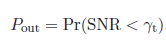 P_out = Pr(SNR < γ_t)